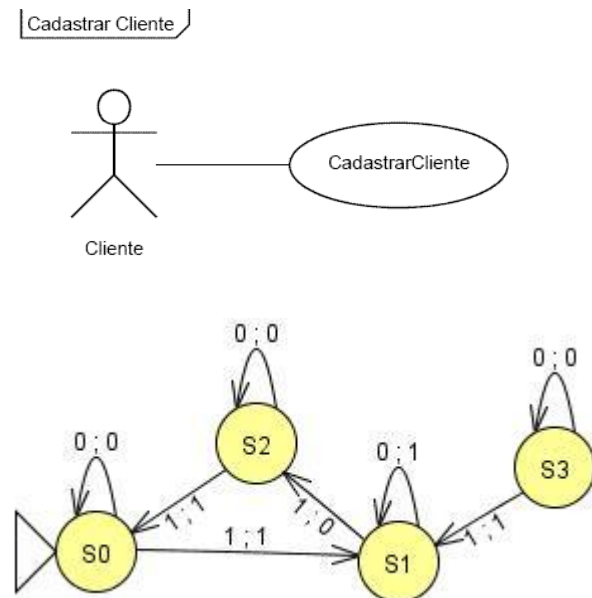 Cadastrar Cliente
CadastrarCliente
Cliente
0 ; 0
0 ; 0
0 ; 0
S2
0 ; 1
S3
1 ; 1
1 ; 0
1 ; 1
S0
1 ; 1
S1